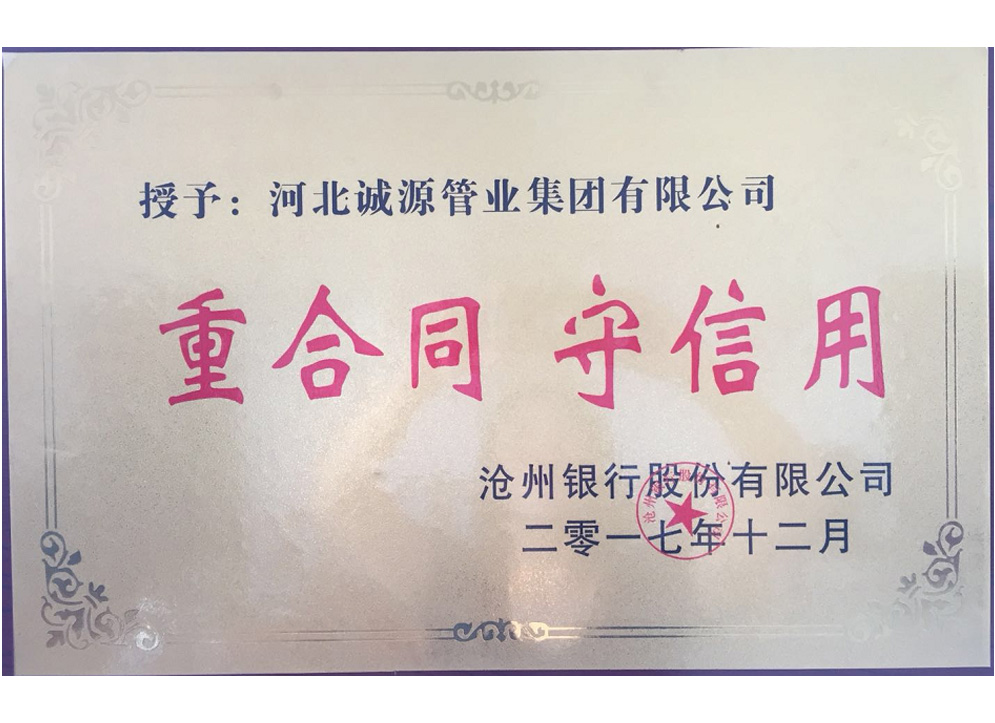 授予：河北诚源管业集团有限公司
重合同 守信用
沧州银行股份有限公司
二零一七年十二月